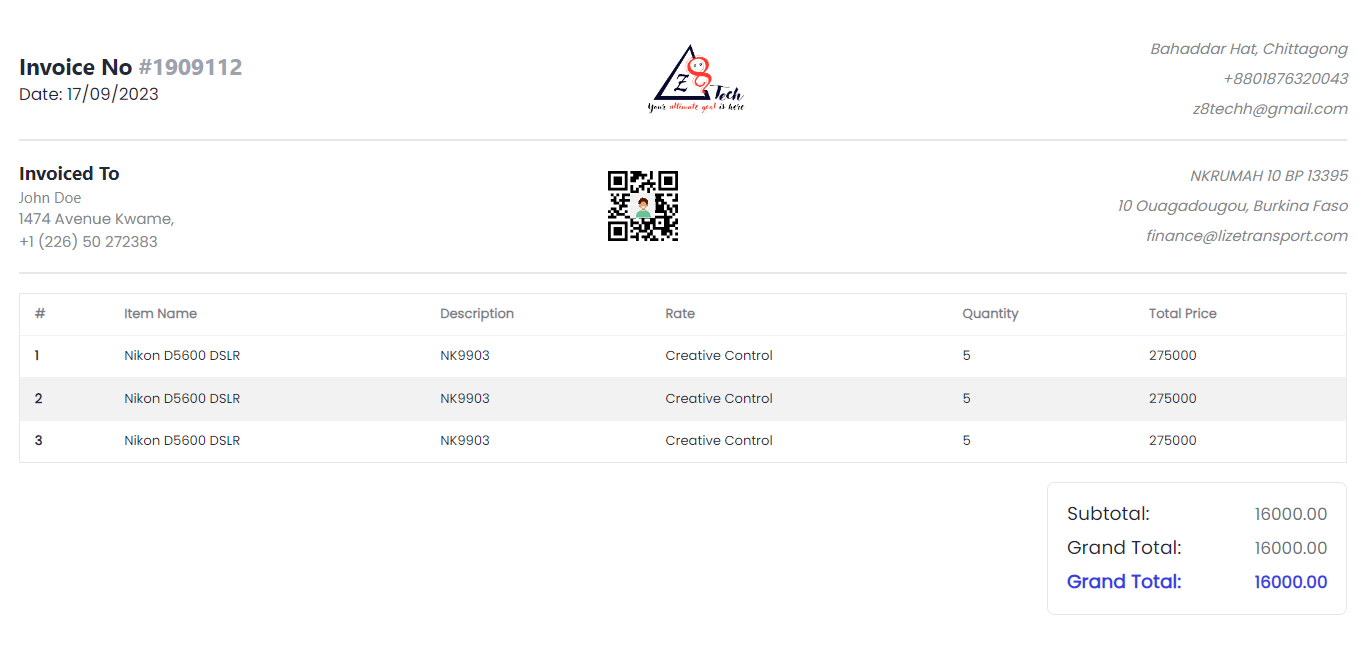 Invoice No #1909112
Date: 17/09/2023
Z8 Tech
Your ultimate goal is here
Bahaddar Hat, Chittagong
+8801876320043
z8techh@gmail.com
Invoiced To
John Doe
1474 Avenue Kwame,
+1 (226) 50 272383
NKRUMAH 10 BP 13395
10 Ouagadougou, Burkina Faso
finance@lizetransport.com
# Item Name Description Rate Quantity Total Price
1 Nikon D5600 DSLR NK9903 Creative Control 5 275000
2 Nikon D5600 DSLR NK9903 Creative Control 5 275000
3 Nikon D5600 DSLR NK9903 Creative Control 5 275000
Subtotal: 16000.00
Grand Total: 16000.00
Grand Total: 16000.00